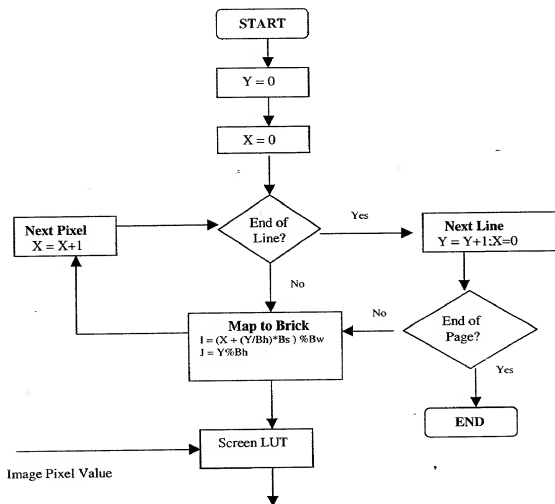 START
Y = 0
X = 0
End of
Line?
Yes
Next Pixel
X = X+1
Next Line
Y = Y+1:X=0
No
Map to Brick
I = (X + (Y/Bh)*Bs ) %Bw
J = Y%Bh
No
End of
Page?
Yes
END
Screen LUT
Image Pixel Value